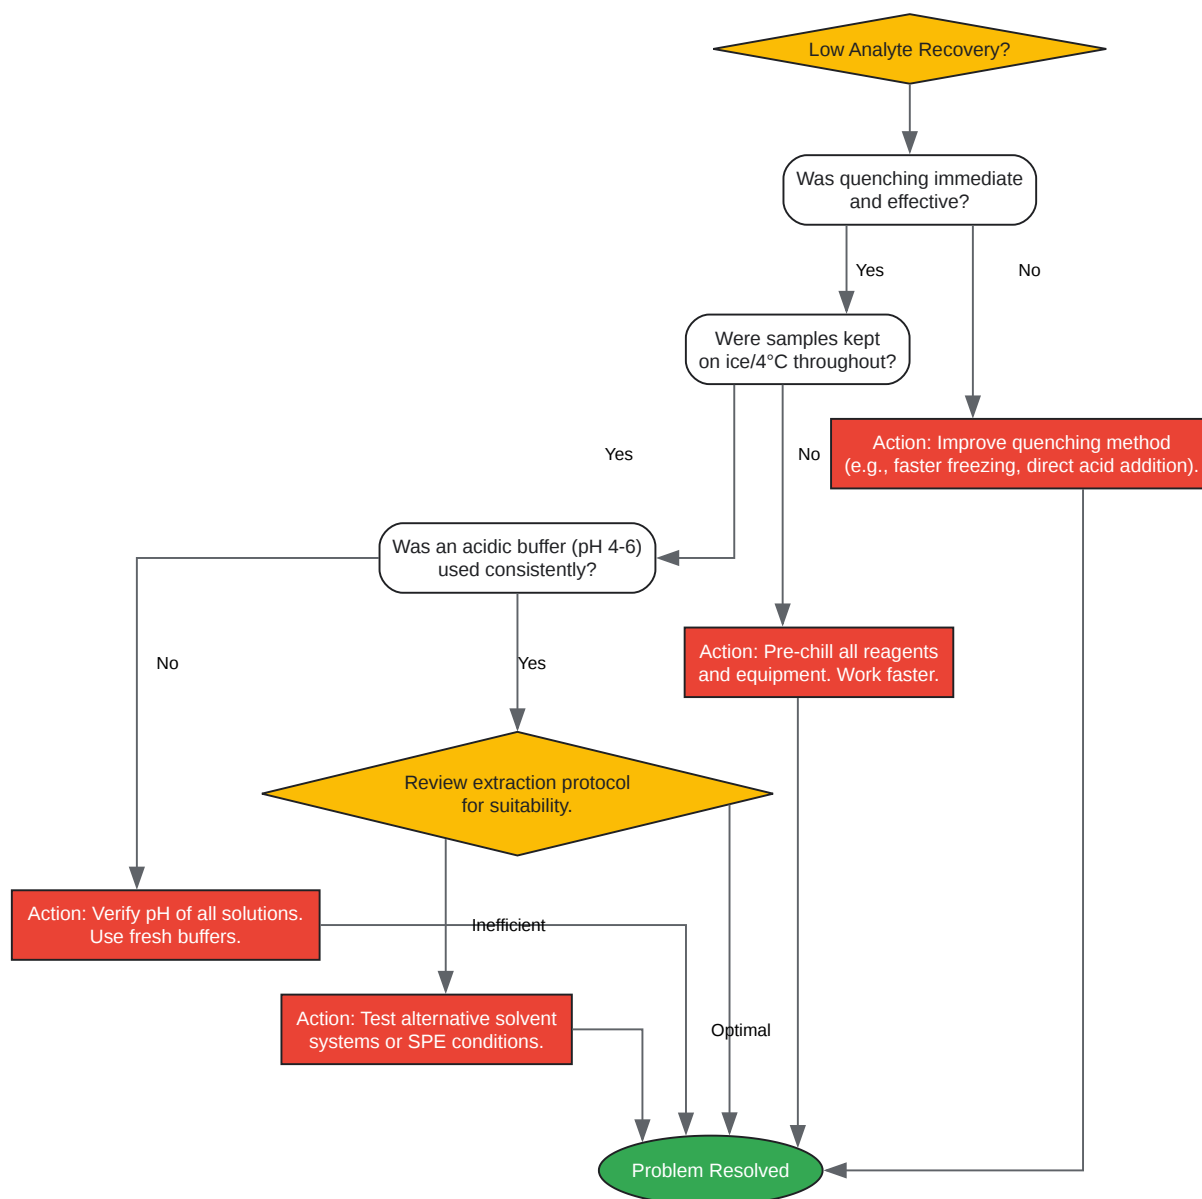 Low Analyte Recovery?
Was quenching immediate
and effective?
Yes
No
Were samples kept
on ice/4°C throughout?
Action: Improve quenching method
(e.g., faster freezing, direct acid addition).
Yes
No
Was an acidic buffer (pH 4-6)
used consistently?
Action: Pre-chill all reagents
and equipment. Work faster.
No
Yes
Review extraction protocol
for suitability.
Action: Verify pH of all solutions.
Use fresh buffers.
Inefficient
Action: Test alternative solvent
systems or SPE conditions.
Optimal
Problem Resolved